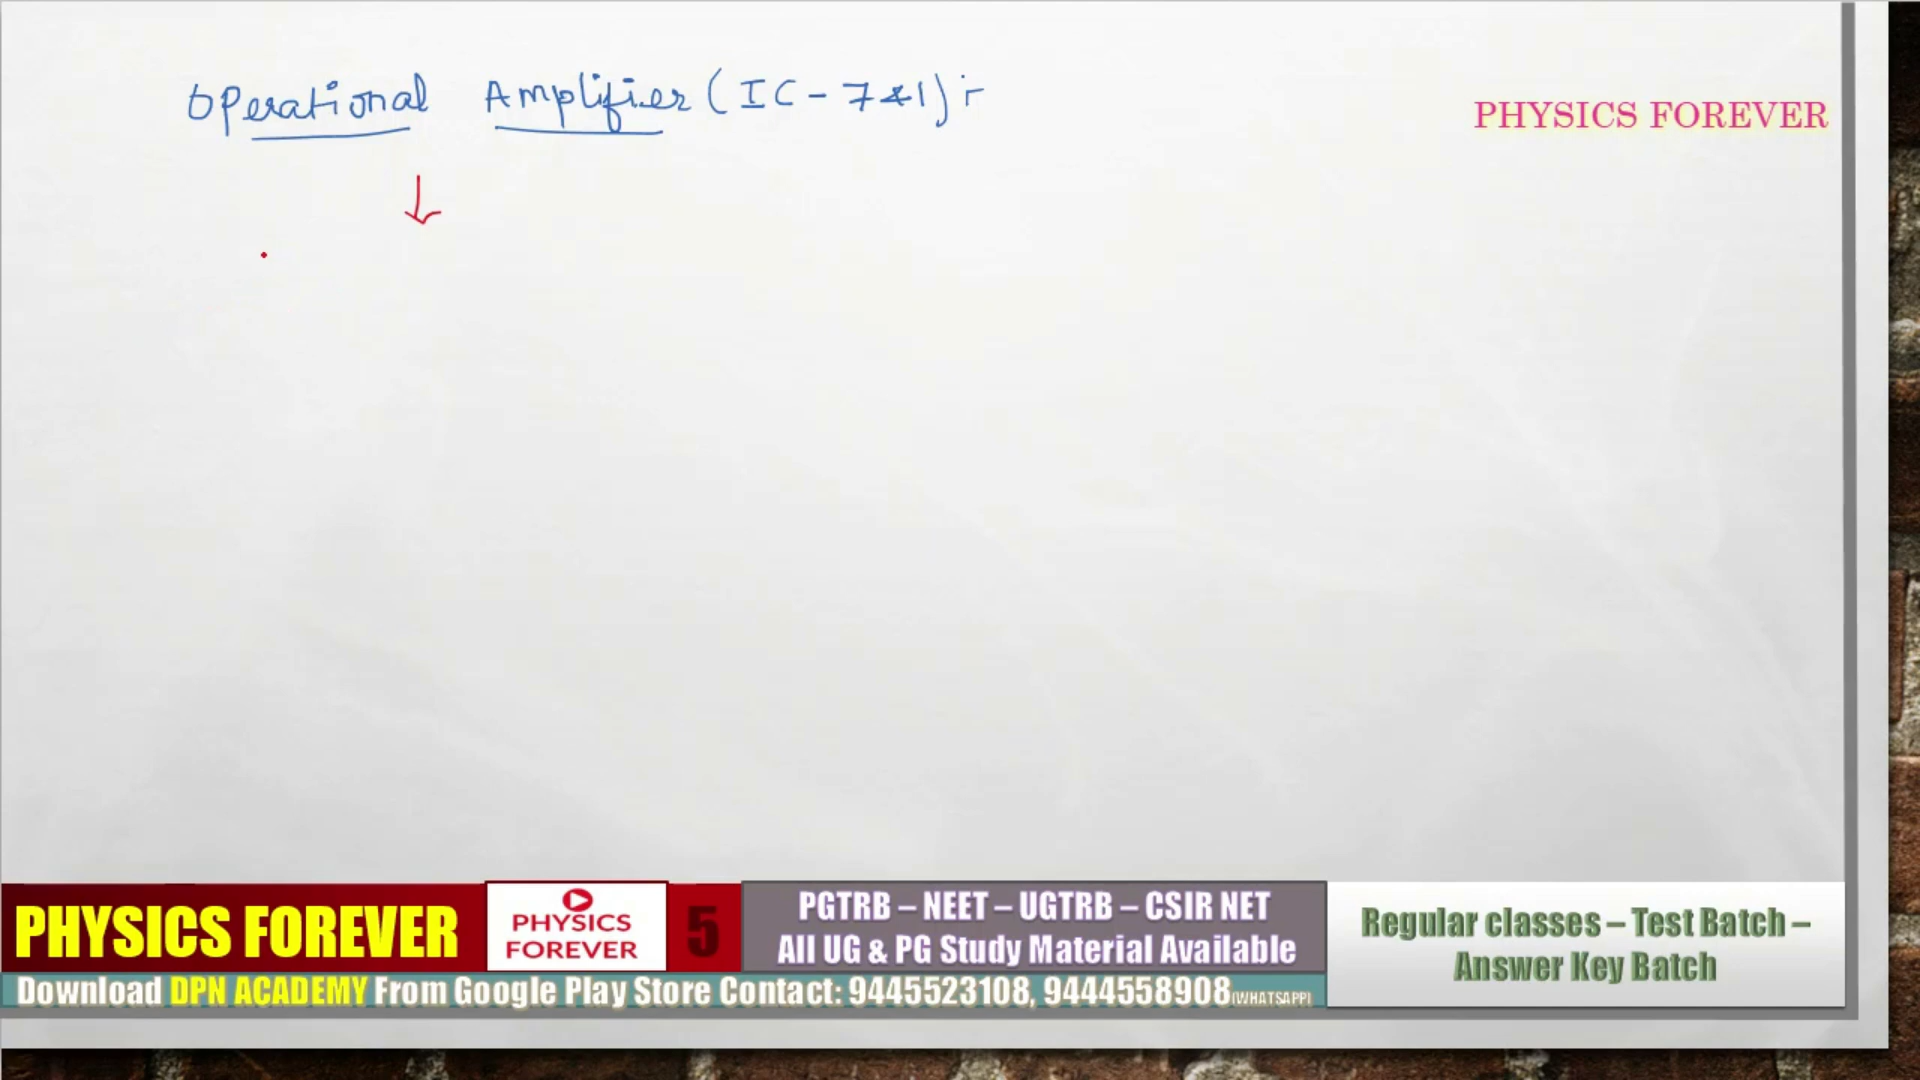 Operational Amplifier (IC - 741) :-
PHYSICS FOREVER
PHYSICS FOREVER
PHYSICS
FOREVER
5
PGTRB – NEET – UGTRB – CSIR NET
All UG & PG Study Material Available
Regular classes – Test Batch –
Answer Key Batch
Download DPN ACADEMY From Google Play Store Contact: 9445523108, 9444558908(WHATSAPP)